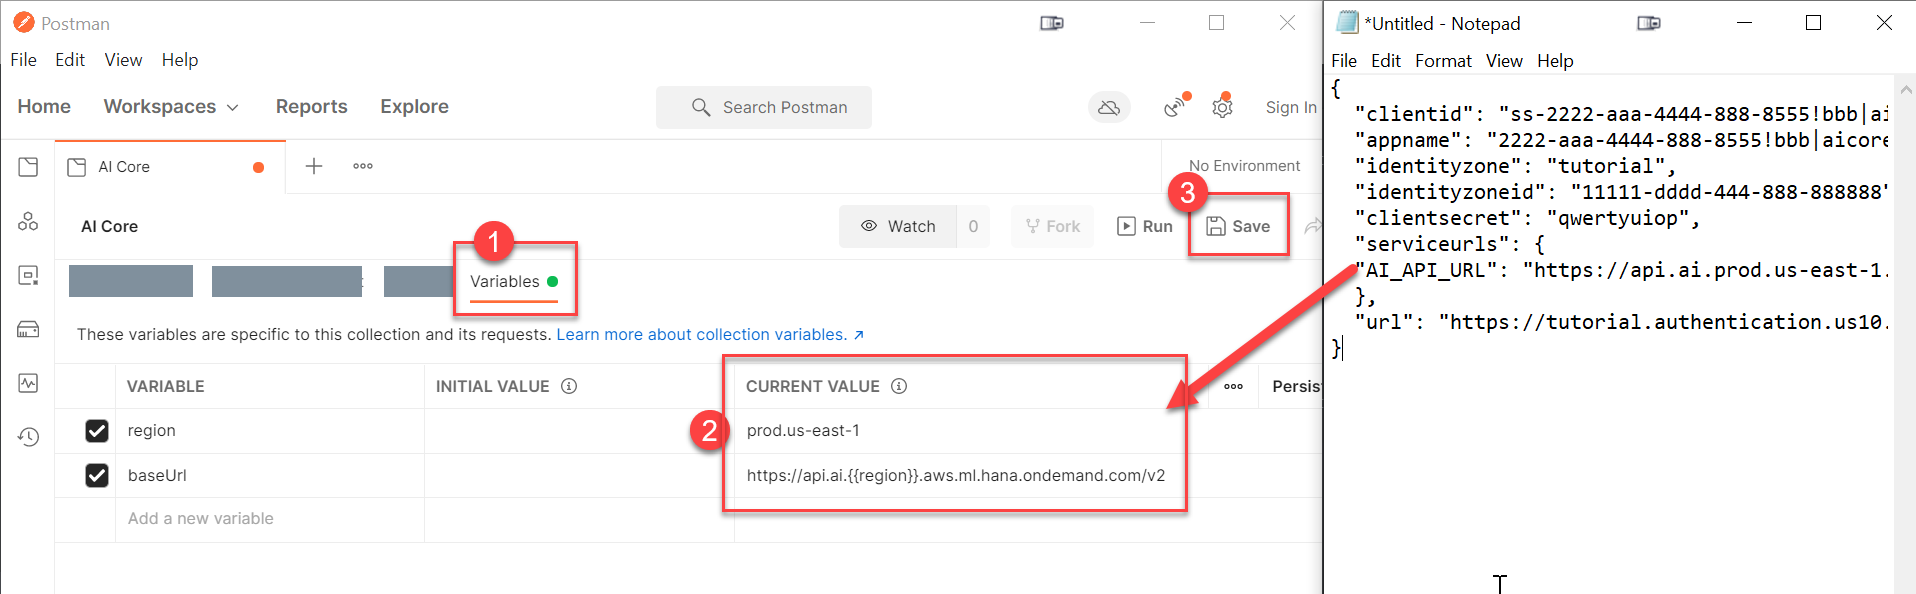 Postman
File Edit View Help
Home Workspaces Reports Explore
Search Postman
Sign In
AI Core
No Environment
3
AI Core
Watch 0
Fork
Run
Save
1
Variables
These variables are specific to this collection and its requests. Learn more about collection variables. ↗
VARIABLE INITIAL VALUE CURRENT VALUE Persis
2
region prod.us-east-1
baseUrl https://api.ai.{{region}}.aws.ml.hana.ondemand.com/v2
Add a new variable
*Untitled - Notepad
File Edit Format View Help
{
"clientid": "ss-2222-aaa-4444-888-8555!bbb|ai
"appname": "2222-aaa-4444-888-8555!bbb|aicore
"identityzone": "tutorial",
"identityzoneid": "11111-dddd-444-888-888888"
"clientsecret": "qwertyuiop",
"serviceurls": {
"AI_API_URL": "https://api.ai.prod.us-east-1.
},
"url": "https://tutorial.authentication.us10.
}